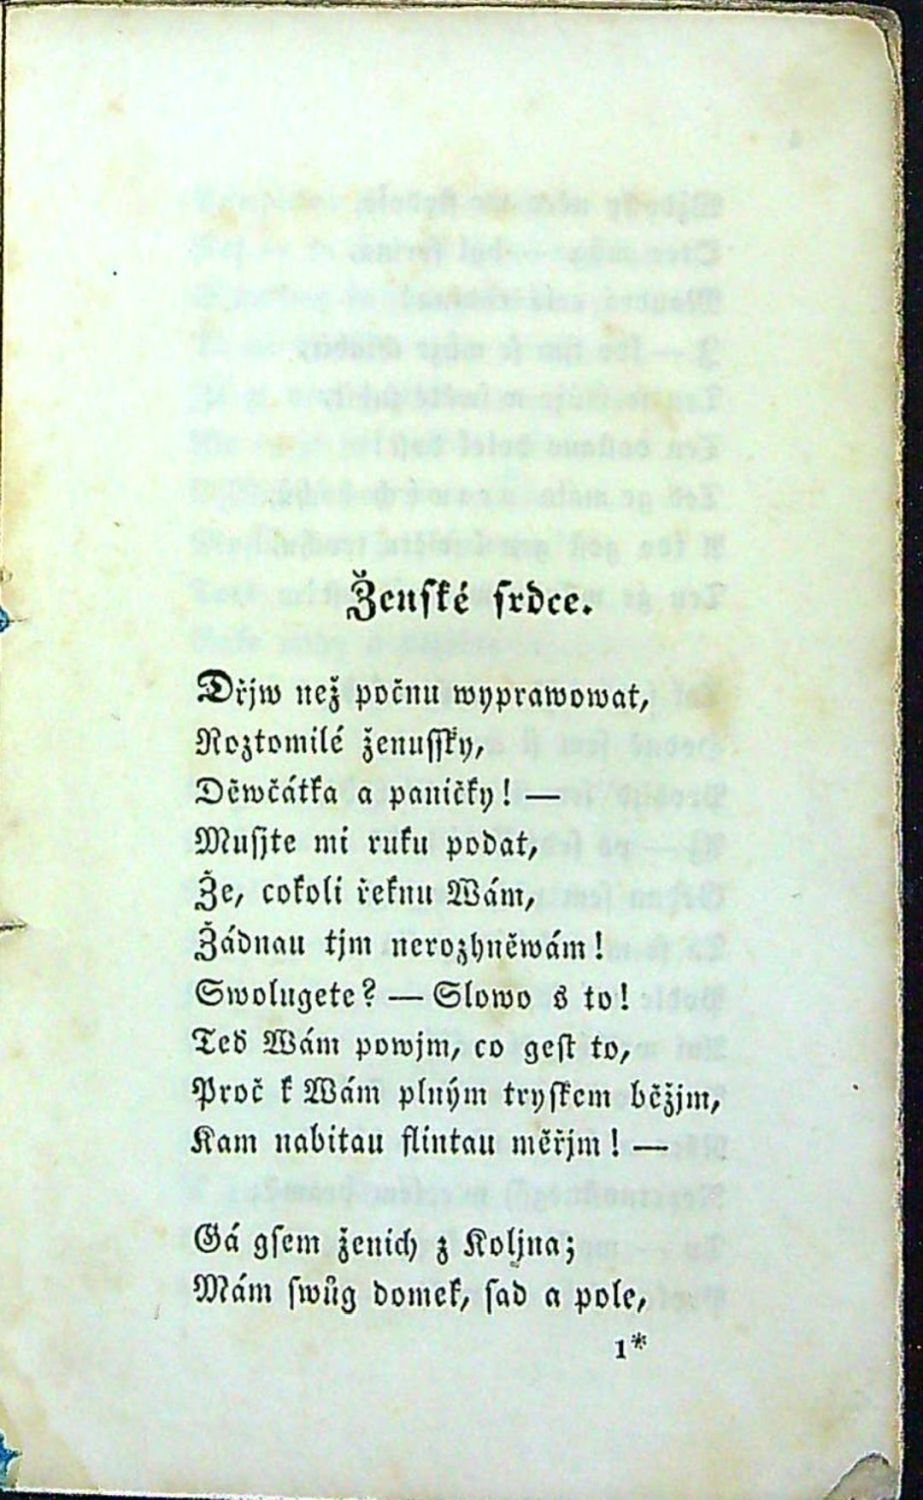 Ženſké ſrdce.
Dřjw než počnu wyprawowat,
Roztomilé ženuſſky,
Děwčátka a paničky! —
Muſjte mi ruku podat,
Že, cokoli řeknu Wám,
Žádnau tjm nerozhněwám!
Swolugete? — Slowo s to!
Teď Wám powjm, co geſt to,
Proč k Wám plným tryſkem běžjm,
Kam nabitau flintau měřjm! —
Gá gſem ženich z Koljna;
Mám ſwůg domek, ſad a pole,
1*